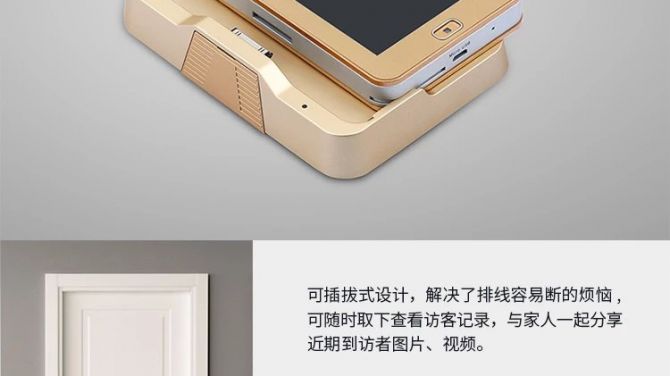 Micro USB
可插拔式设计，解决了排线容易断的烦恼，
可随时取下查看访客记录，与家人一起分享
近期到访者图片、视频。